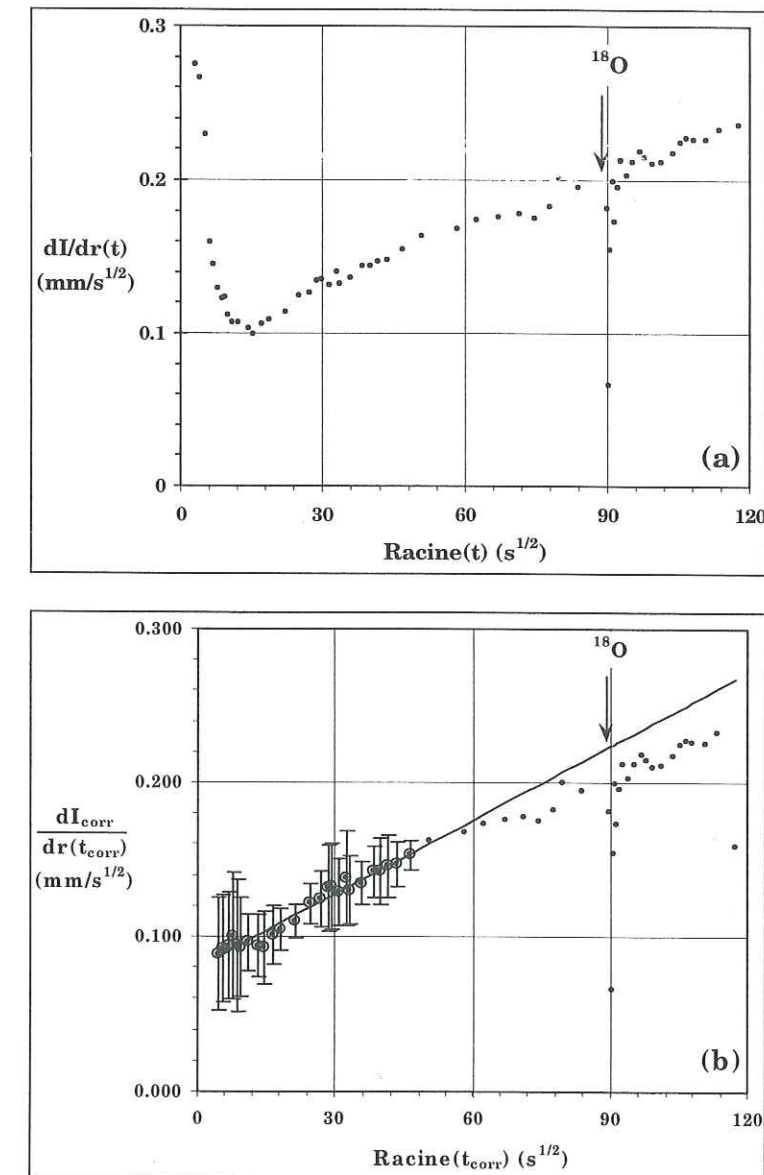 0.3
0.2
0.1
0
dI/dr(t)
(mm/s1/2)
18O
(a)
0 30 60 90 120
Racine(t) (s1/2)
0.300
0.200
0.100
0.000
dIcorr
dr(tcorr)
(mm/s1/2)
18O
(b)
0 30 60 90 120
Racine(tcorr) (s1/2)